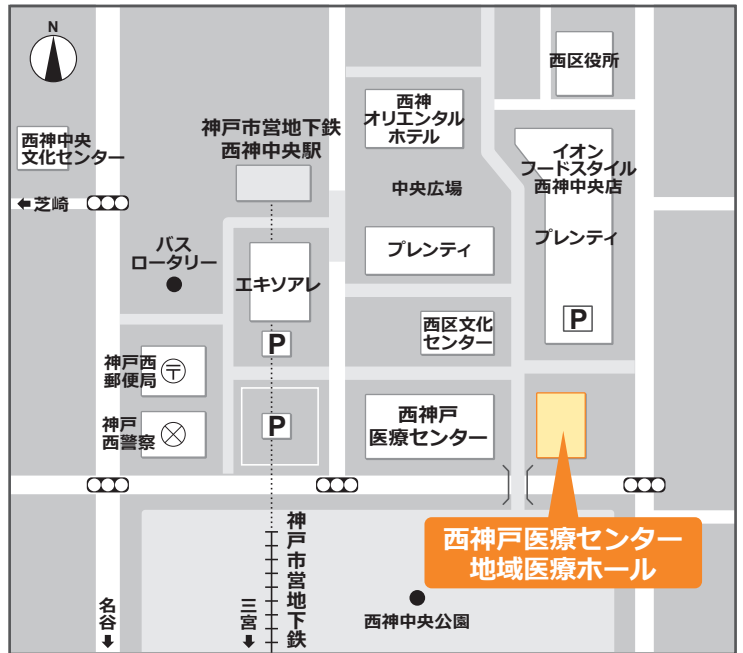 N
西区役所
西神
オリエンタル
ホテル
神戸市営地下鉄
西神中央駅
西神中央
文化センター
イオン
フードスタイル
西神中央店
中央広場
芝崎
バス
ロータリー
プレンティ
プレンティ
エキソアレ
P
西区文化
センター
P
神戸西
郵便局
〒
神戸
西警察
P
西神戸
医療センター
西神戸医療センター
地域医療ホール
神戸市営地下鉄
名谷
三宮
西神中央公園